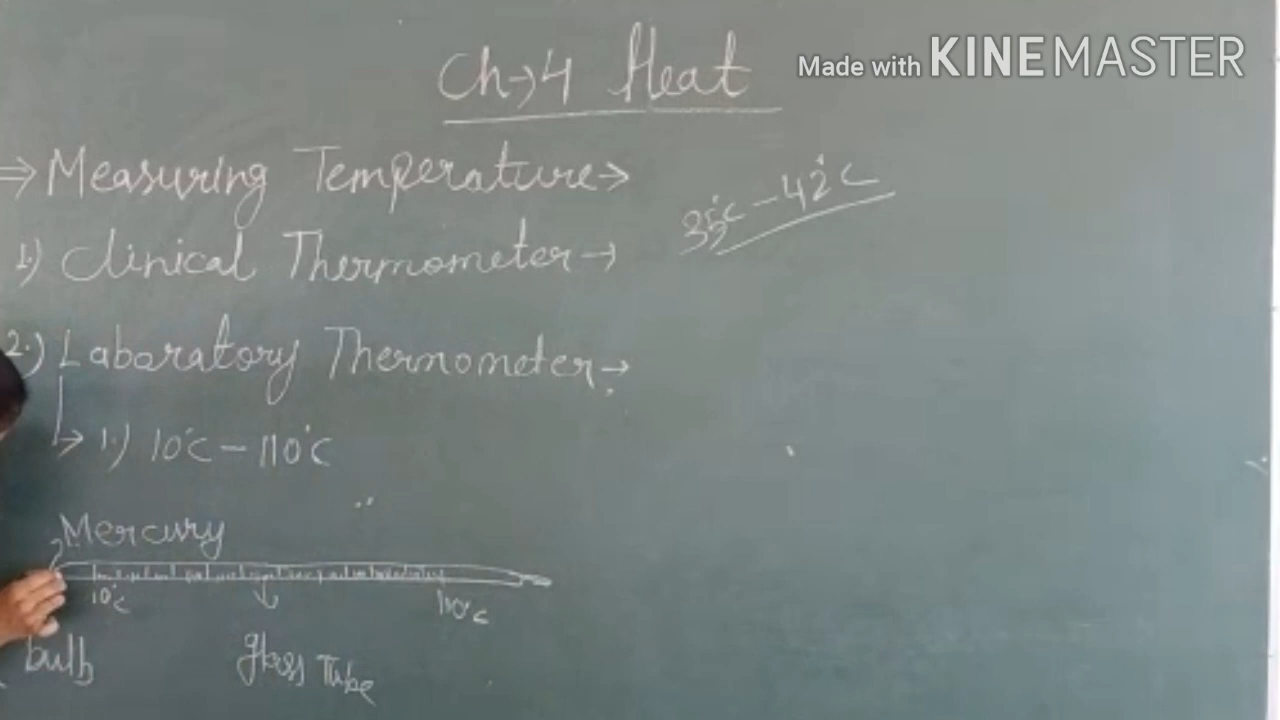 Ch→4 Heat
Made with KINEMASTER
⇒ Measuring Temperature→
35°C - 42°C
1.) Clinical Thermometer→
2.) Laboratory Thermometer→
→ 1.) 10°C - 110°C
Mercury
10°C 110°C
bulb glass Tube